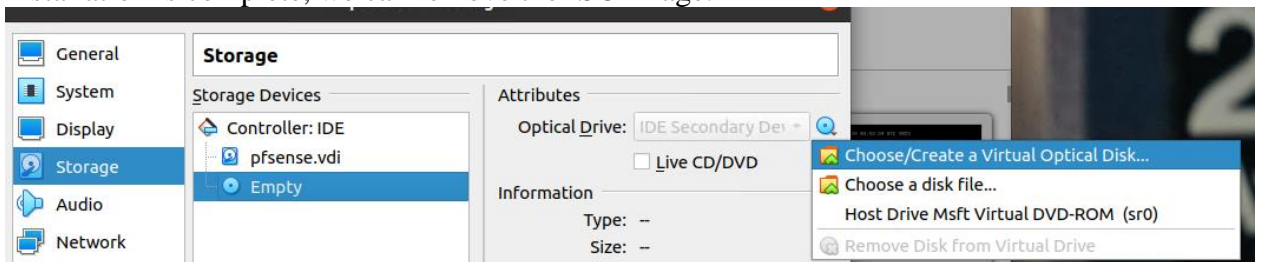 General
System
Display
Storage
Audio
Network
Storage
Storage Devices
Controller: IDE
pfsense.vdi
Empty
Attributes
Optical Drive: IDE Secondary De
Live CD/DVD
Information
Type: --
Size: --
Choose/Create a Virtual Optical Disk...
Choose a disk file...
Host Drive Msft Virtual DVD-ROM (sr0)
Remove Disk from Virtual Drive